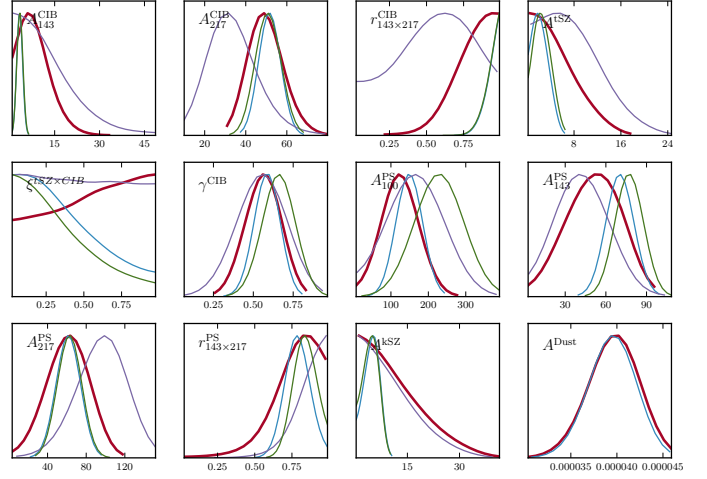 A^CIB_143 A^CIB_217 r^CIB_143×217 A^tSZ
15 30 45 20 40 60 0.25 0.50 0.75 8 16 24
ξ^tSZ×CIB γ^CIB A^PS_100 A^PS_143
0.25 0.50 0.75 0.25 0.50 0.75 100 200 300 30 60 90
A^PS_217 r^PS_143×217 A^kSZ A^Dust
40 80 120 0.25 0.50 0.75 15 30 0.000035 0.000040 0.000045